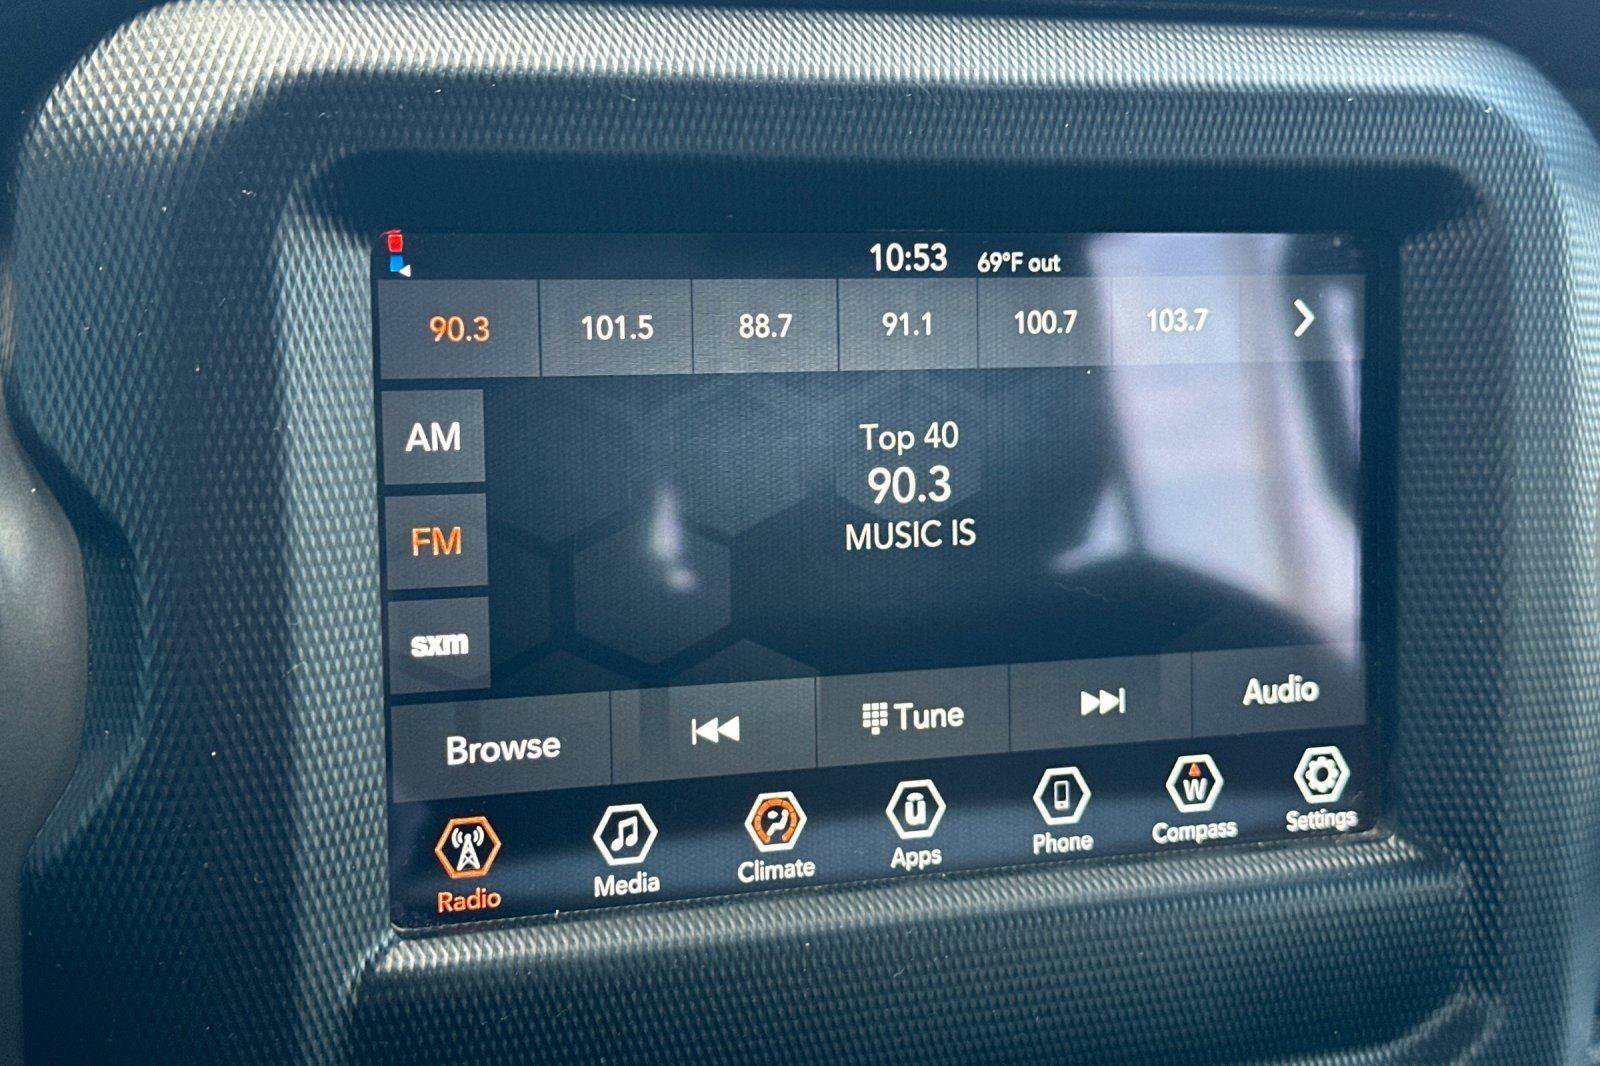 10:53 69°F out
90.3 101.5 88.7 91.1 100.7 103.7
AM
Top 40
90.3
FM
MUSIC IS
sxm
Browse Tune Audio
Radio Media Climate Apps Phone W Compass Settings